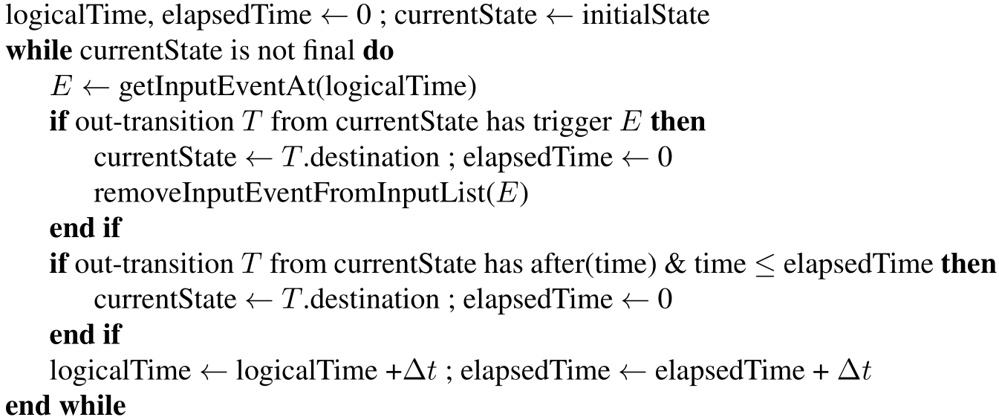 logicalTime, elapsedTime ← 0 ; currentState ← initialState
while currentState is not final do
E ← getInputEventAt(logicalTime)
if out-transition T from currentState has trigger E then
currentState ← T.destination ; elapsedTime ← 0
removeInputEventFromInputList(E)
end if
if out-transition T from currentState has after(time) & time ≤ elapsedTime then
currentState ← T.destination ; elapsedTime ← 0
end if
logicalTime ← logicalTime +Δt ; elapsedTime ← elapsedTime + Δt
end while